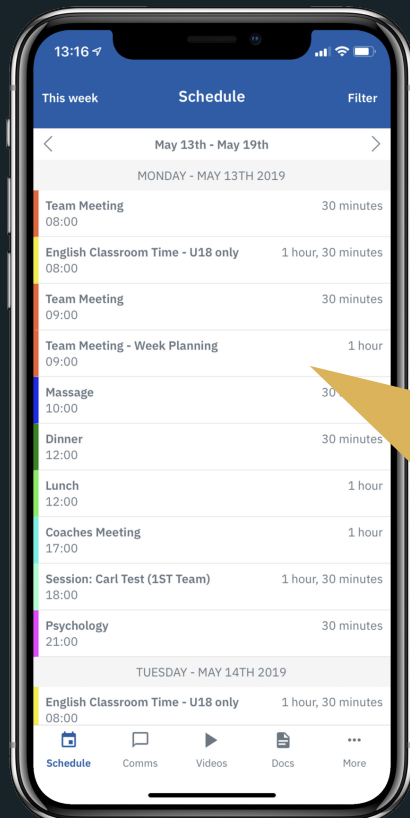 13:16
This week Schedule Filter
May 13th - May 19th
MONDAY - MAY 13TH 2019
Team Meeting 30 minutes
08:00
English Classroom Time - U18 only 1 hour, 30 minutes
08:00
Team Meeting 30 minutes
09:00
Team Meeting - Week Planning 1 hour
09:00
Massage 30
10:00
Dinner 30 minutes
12:00
Lunch 1 hour
12:00
Coaches Meeting 1 hour
17:00
Session: Carl Test (1ST Team) 1 hour, 30 minutes
18:00
Psychology 30 minutes
21:00
TUESDAY - MAY 14TH 2019
English Classroom Time - U18 only 1 hour, 30 minutes
08:00
Schedule Comms Videos Docs More